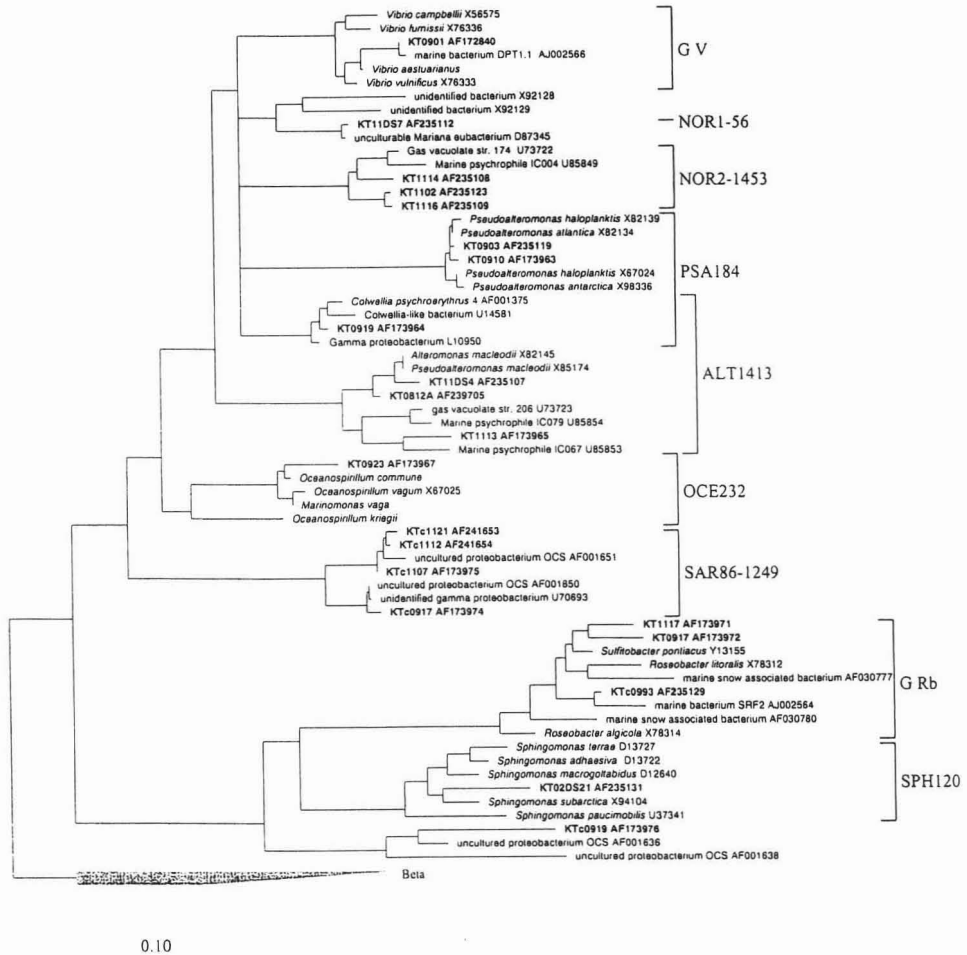 Vibrio campbellii X56575
Vibrio furnissii X76336
KT0901 AF172840
marine bacterium DPT1.1 AJ002566
Vibrio aestuarianus
Vibrio vulnificus X76333
G V
unidentified bacterium X92128
unidentified bacterium X92129
KT11DS7 AF235112
unculturable Mariana eubacterium D87345
NOR1-56
Gas vacuolate str. 174 U73722
Marine psychrophile IC004 U85849
KT1114 AF235108
KT1102 AF235123
KT1116 AF235109
NOR2-1453
Pseudoalteromonas haloplanktis X82139
Pseudoalteromonas atlantica X82134
KT0903 AF235119
KT0910 AF173963
Pseudoalteromonas haloplanktis X67024
Pseudoalteromonas antarctica X98336
PSA184
Colwellia psychroerythrus 4 AF001375
Colwellia-like bacterium U14581
KT0919 AF173964
Gamma proteobacterium L10950
Alteromonas macleodii X82145
Pseudoalteromonas macleodii X85174
KT11DS4 AF235107
KT0812A AF239705
gas vacuolate str. 206 U73723
Marine psychrophile IC079 U85854
KT1113 AF173965
Marine psychrophile IC067 U85853
ALT1413
KT0923 AF173967
Oceanospirillum commune
Oceanospirillum vagum X67025
Marinomonas vaga
Oceanospirillum kriegii
OCE232
KTc1121 AF241653
KTc1112 AF241654
uncultured proteobacterium OCS AF001651
KTc1107 AF173975
uncultured proteobacterium OCS AF001650
unidentified gamma proteobacterium U70693
KTc0917 AF173974
SAR86-1249
KT1117 AF173971
KT0917 AF173972
Sulfitobacter pontiacus Y13155
Roseobacter litoralis X78312
marine snow associated bacterium AF030777
KTc0993 AF235129
marine bacterium SRF2 AJ002564
marine snow associated bacterium AF030780
Roseobacter algicola X78314
G Rb
Sphingomonas terrae D13727
Sphingomonas adhaesiva D13722
Sphingomonas macrogoltabidus D12640
KT02DS21 AF235131
Sphingomonas subarctica X94104
Sphingomonas paucimobilis U37341
SPH120
KTc0919 AF173976
uncultured proteobacterium OCS AF001636
uncultured proteobacterium OCS AF001638
Beta
0.10